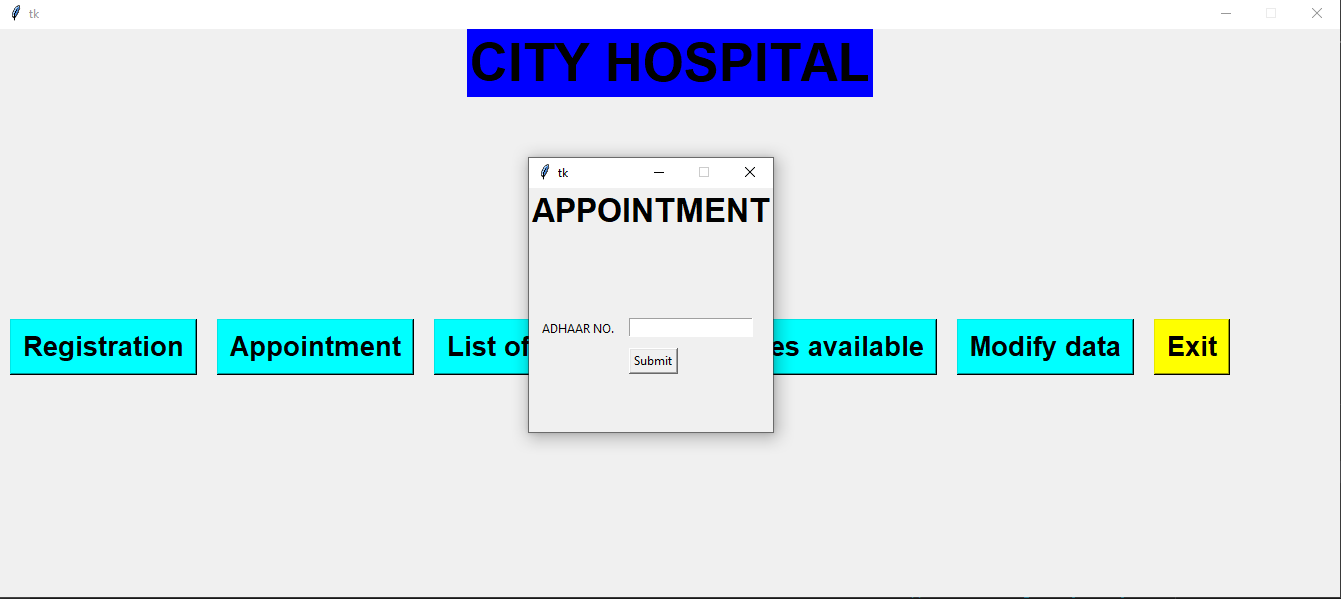 tk
CITY HOSPITAL
tk
APPOINTMENT
ADHAAR NO.
Submit
Registration
Appointment
List of
es available
Modify data
Exit